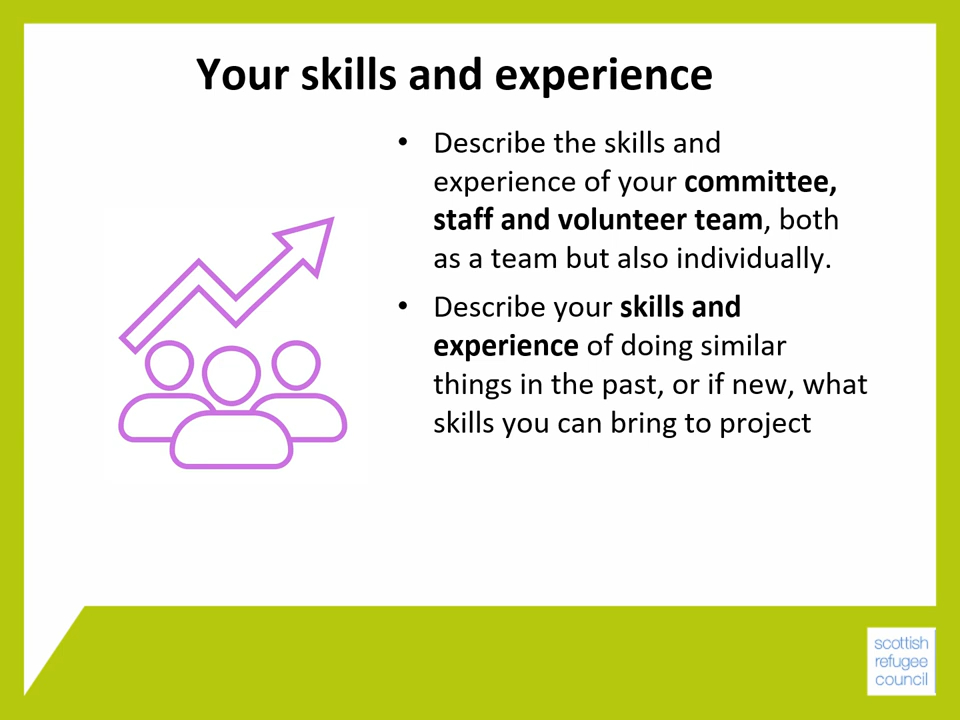 Your skills and experience
• Describe the skills and
experience of your committee,
staff and volunteer team, both
as a team but also individually.
• Describe your skills and
experience of doing similar
things in the past, or if new, what
skills you can bring to project
scottish
refugee
council